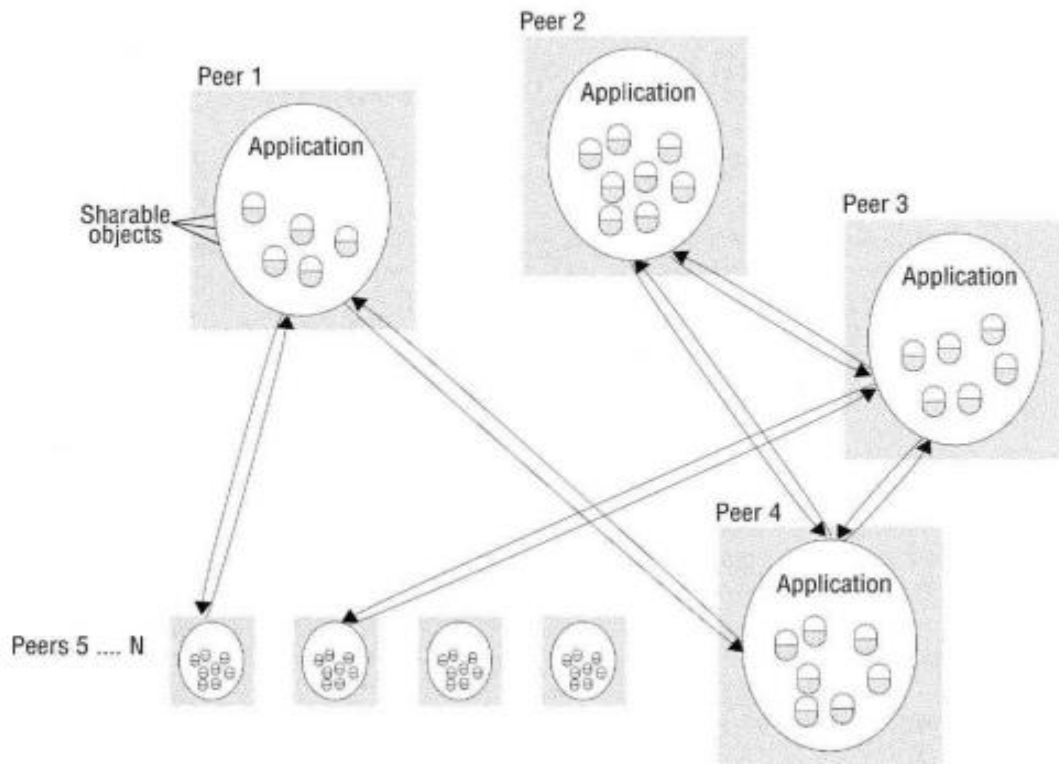 Peer 2
Peer 1
Application
Application
Peer 3
Sharable
objects
Application
Peer 4
Application
Peers 5 .... N